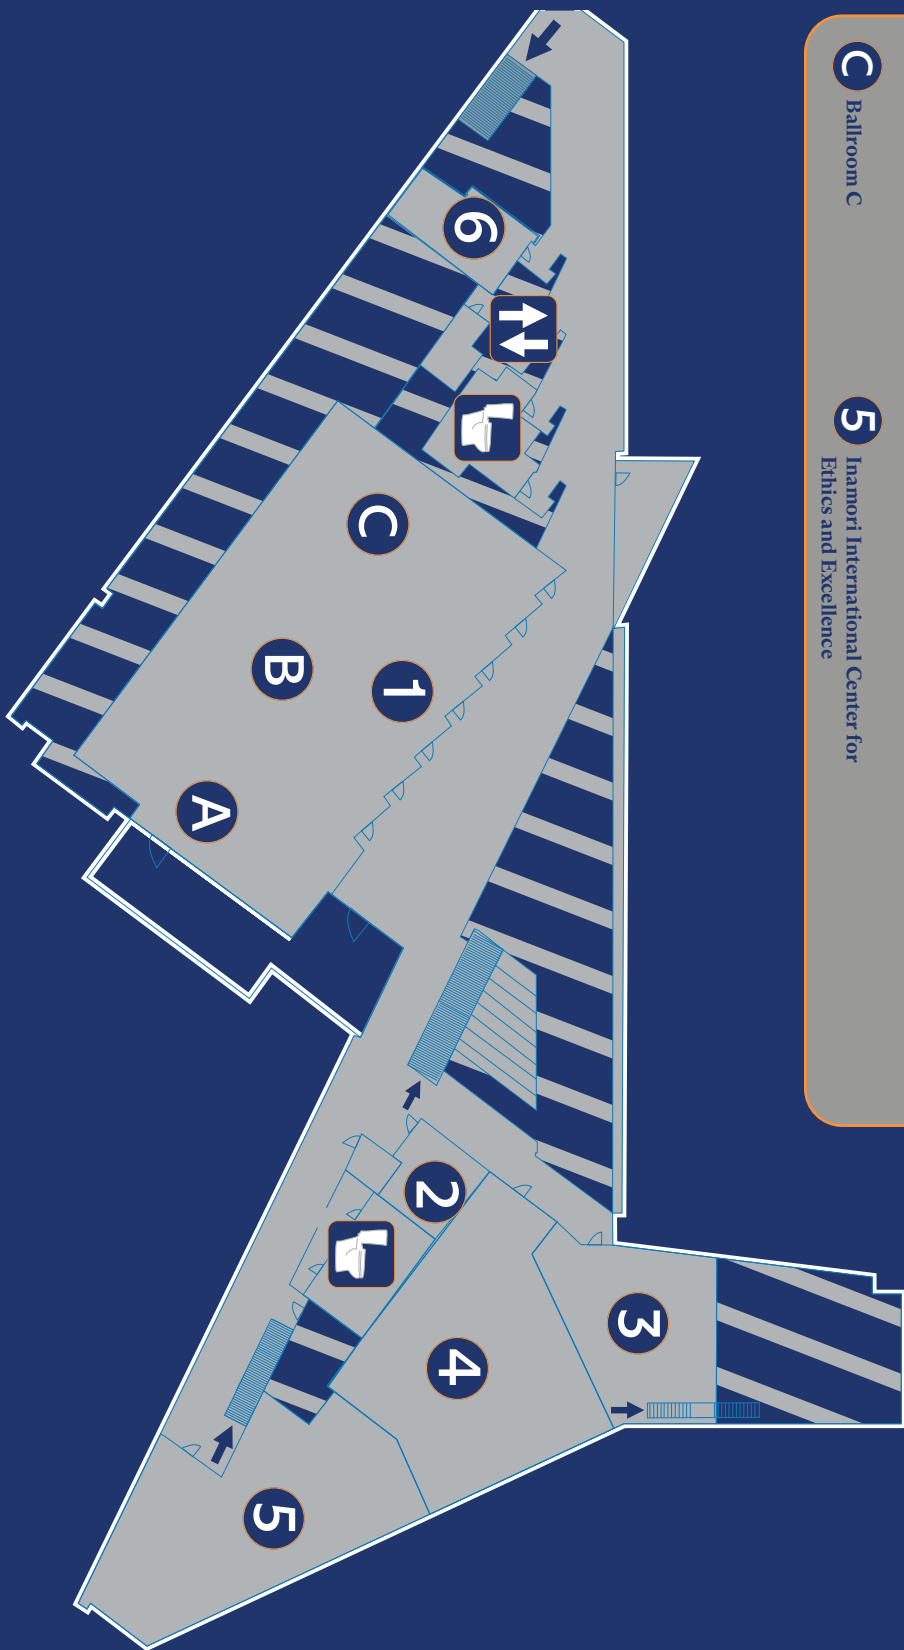 C Ballroom C
5 Inamori International Center for
Ethics and Excellence
6
C
B
1
A
2
3
4
5